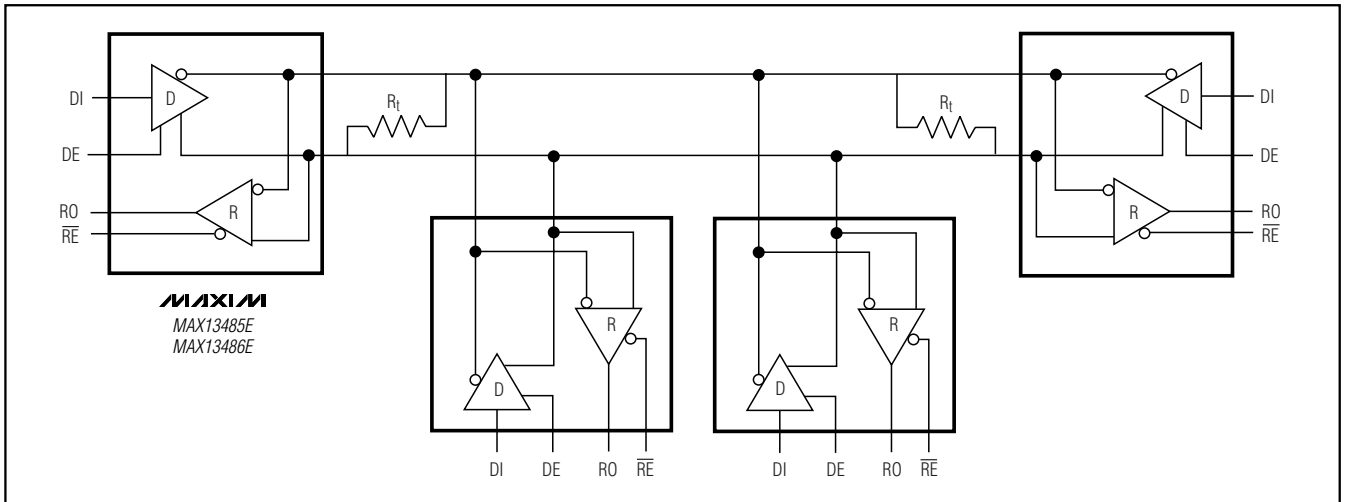 DI
DE
RO
RE
D
R
Rt
MAXIM
MAX13485E
MAX13486E
D
R
DI DE RO RE
D
R
DI DE RO RE
Rt
D
R
DI
DE
RO
RE